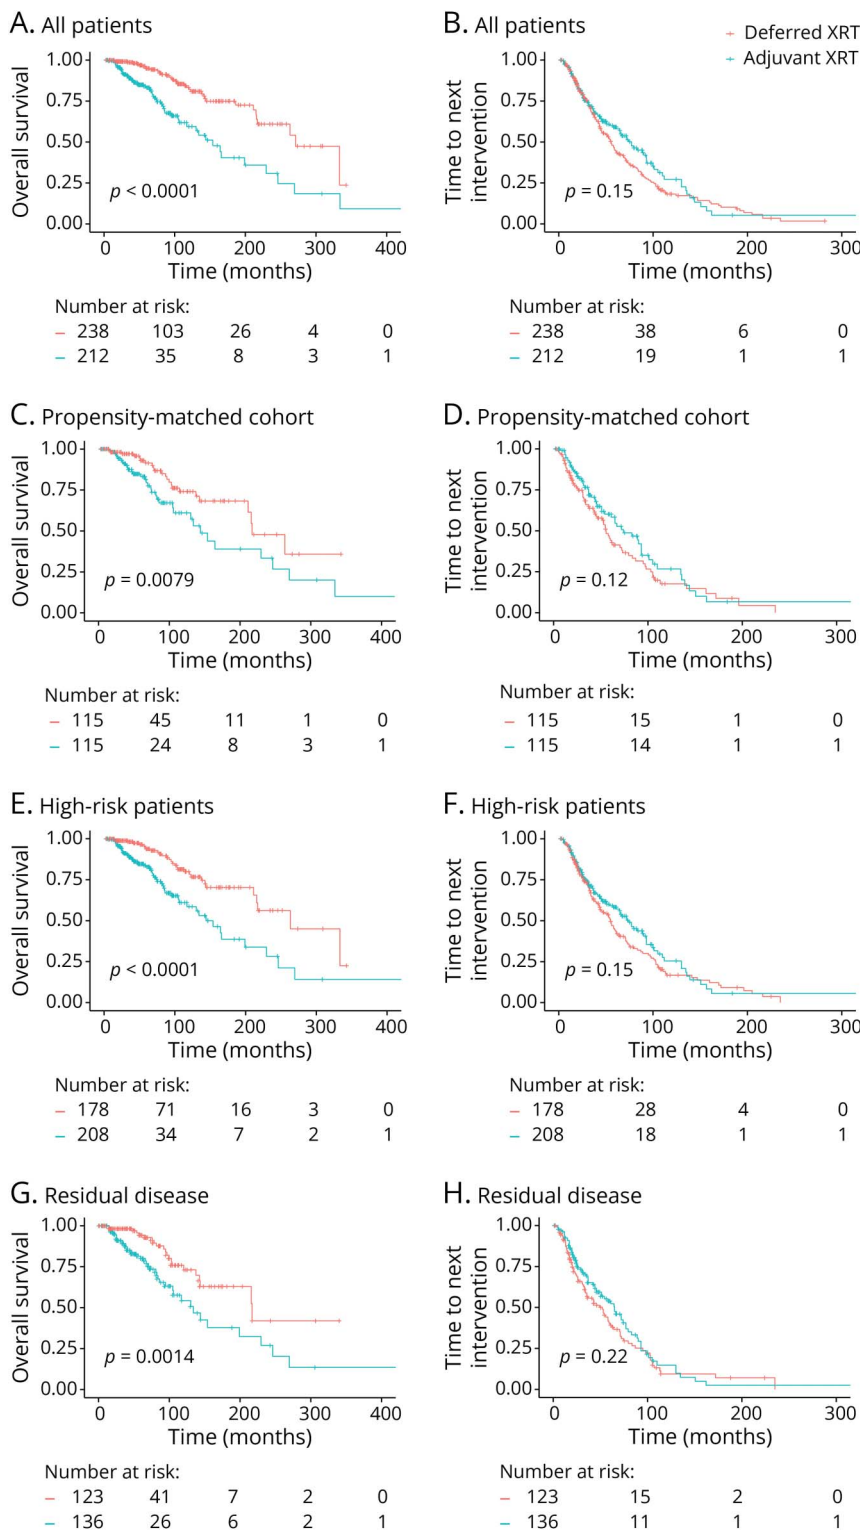 A. All patients
1.00
0.75
0.50
0.25
0.00
Overall survival
p < 0.0001
0 100 200 300 400
Time (months)
Number at risk:
238 103 26 4 0
212 35 8 3 1
B. All patients
Deferred XRT
Adjuvant XRT
1.00
0.75
0.50
0.25
0.00
Time to next
intervention
p = 0.15
0 100 200 300
Time (months)
238 38 6 0
212 19 1 1
C. Propensity-matched cohort
1.00
0.75
0.50
0.25
0.00
Overall survival
p = 0.0079
0 100 200 300 400
Time (months)
Number at risk:
115 45 11 1 0
115 24 8 3 1
D. Propensity-matched cohort
1.00
0.75
0.50
0.25
0.00
Time to next
intervention
p = 0.12
0 100 200 300
Time (months)
Number at risk:
115 15 1 0
115 14 1 1
E. High-risk patients
1.00
0.75
0.50
0.25
0.00
Overall survival
p < 0.0001
0 100 200 300 400
Time (months)
Number at risk:
178 71 16 3 0
208 34 7 2 1
F. High-risk patients
1.00
0.75
0.50
0.25
0.00
Time to next
intervention
p = 0.15
0 100 200 300
Time (months)
Number at risk:
178 28 4 0
208 18 1 1
G. Residual disease
1.00
0.75
0.50
0.25
0.00
Overall survival
p = 0.0014
0 100 200 300 400
Time (months)
Number at risk:
123 41 7 2 0
136 26 6 2 1
H. Residual disease
1.00
0.75
0.50
0.25
0.00
Time to next
intervention
p = 0.22
0 100 200 300
Time (months)
Number at risk:
123 15 2 0
136 11 1 1